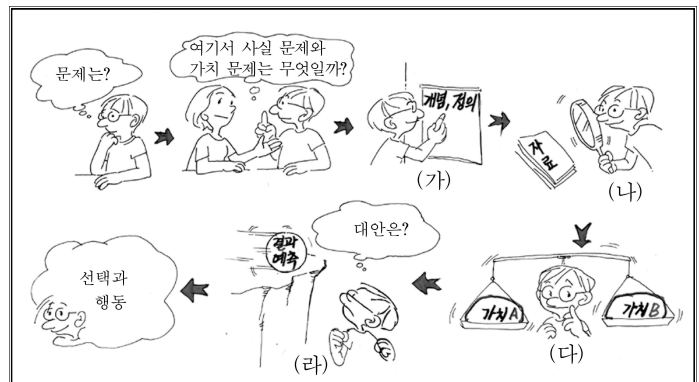 문제는?
여기서 사실 문제와
가치 문제는 무엇일까?
개념, 정의
(가)
자료
(나)
가치A
가치B
(다)
대안은?
결과
예측
(라)
선택과
행동